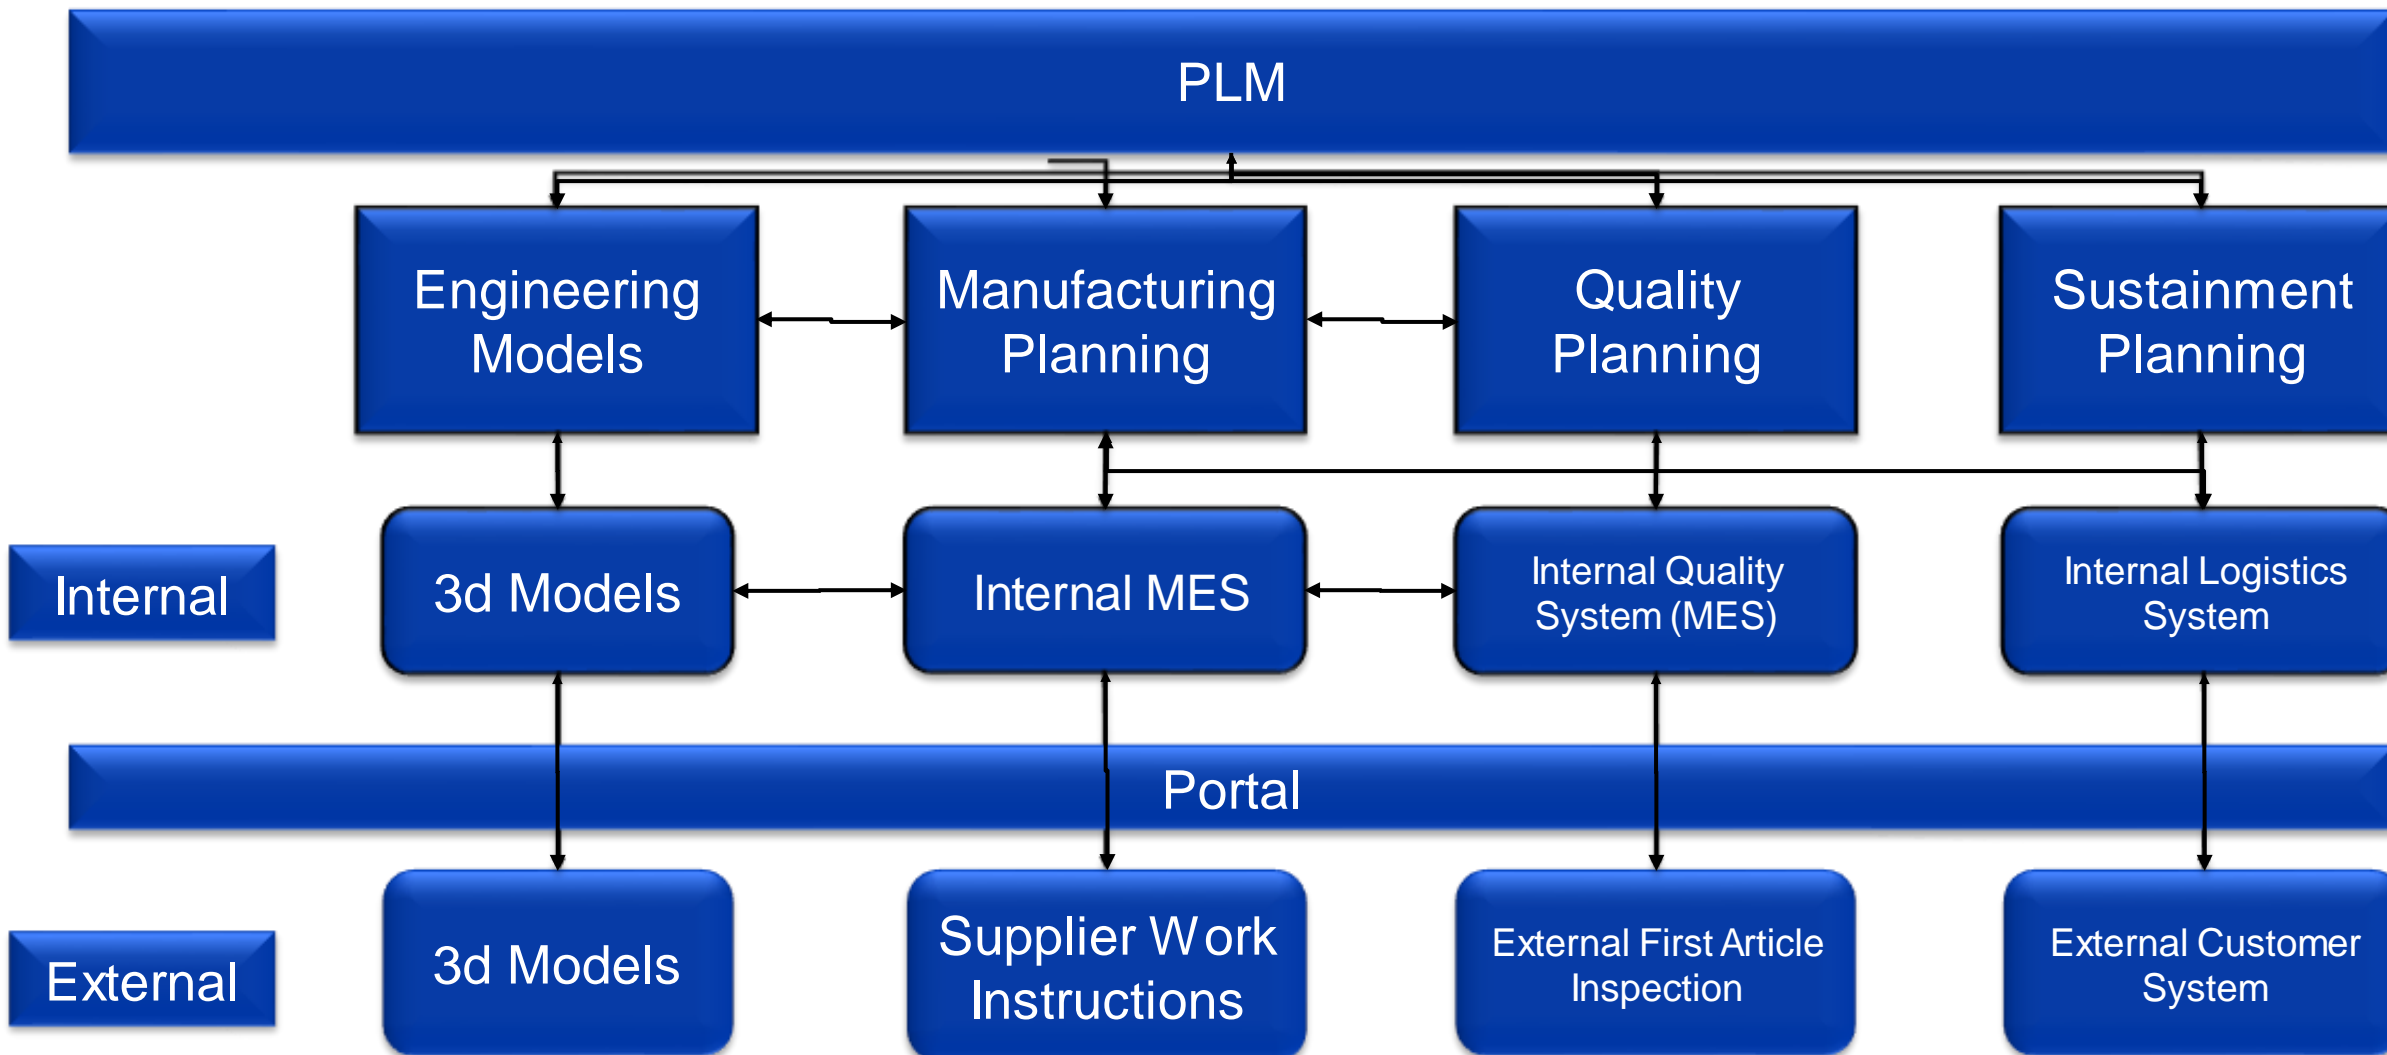 PLM
Engineering
Models
Manufacturing
Planning
Quality
Planning
Sustainment
Planning
Internal
3d Models
Internal MES
Internal Quality
System (MES)
Internal Logistics
System
Portal
External
3d Models
Supplier Work
Instructions
External First Article
Inspection
External Customer
System